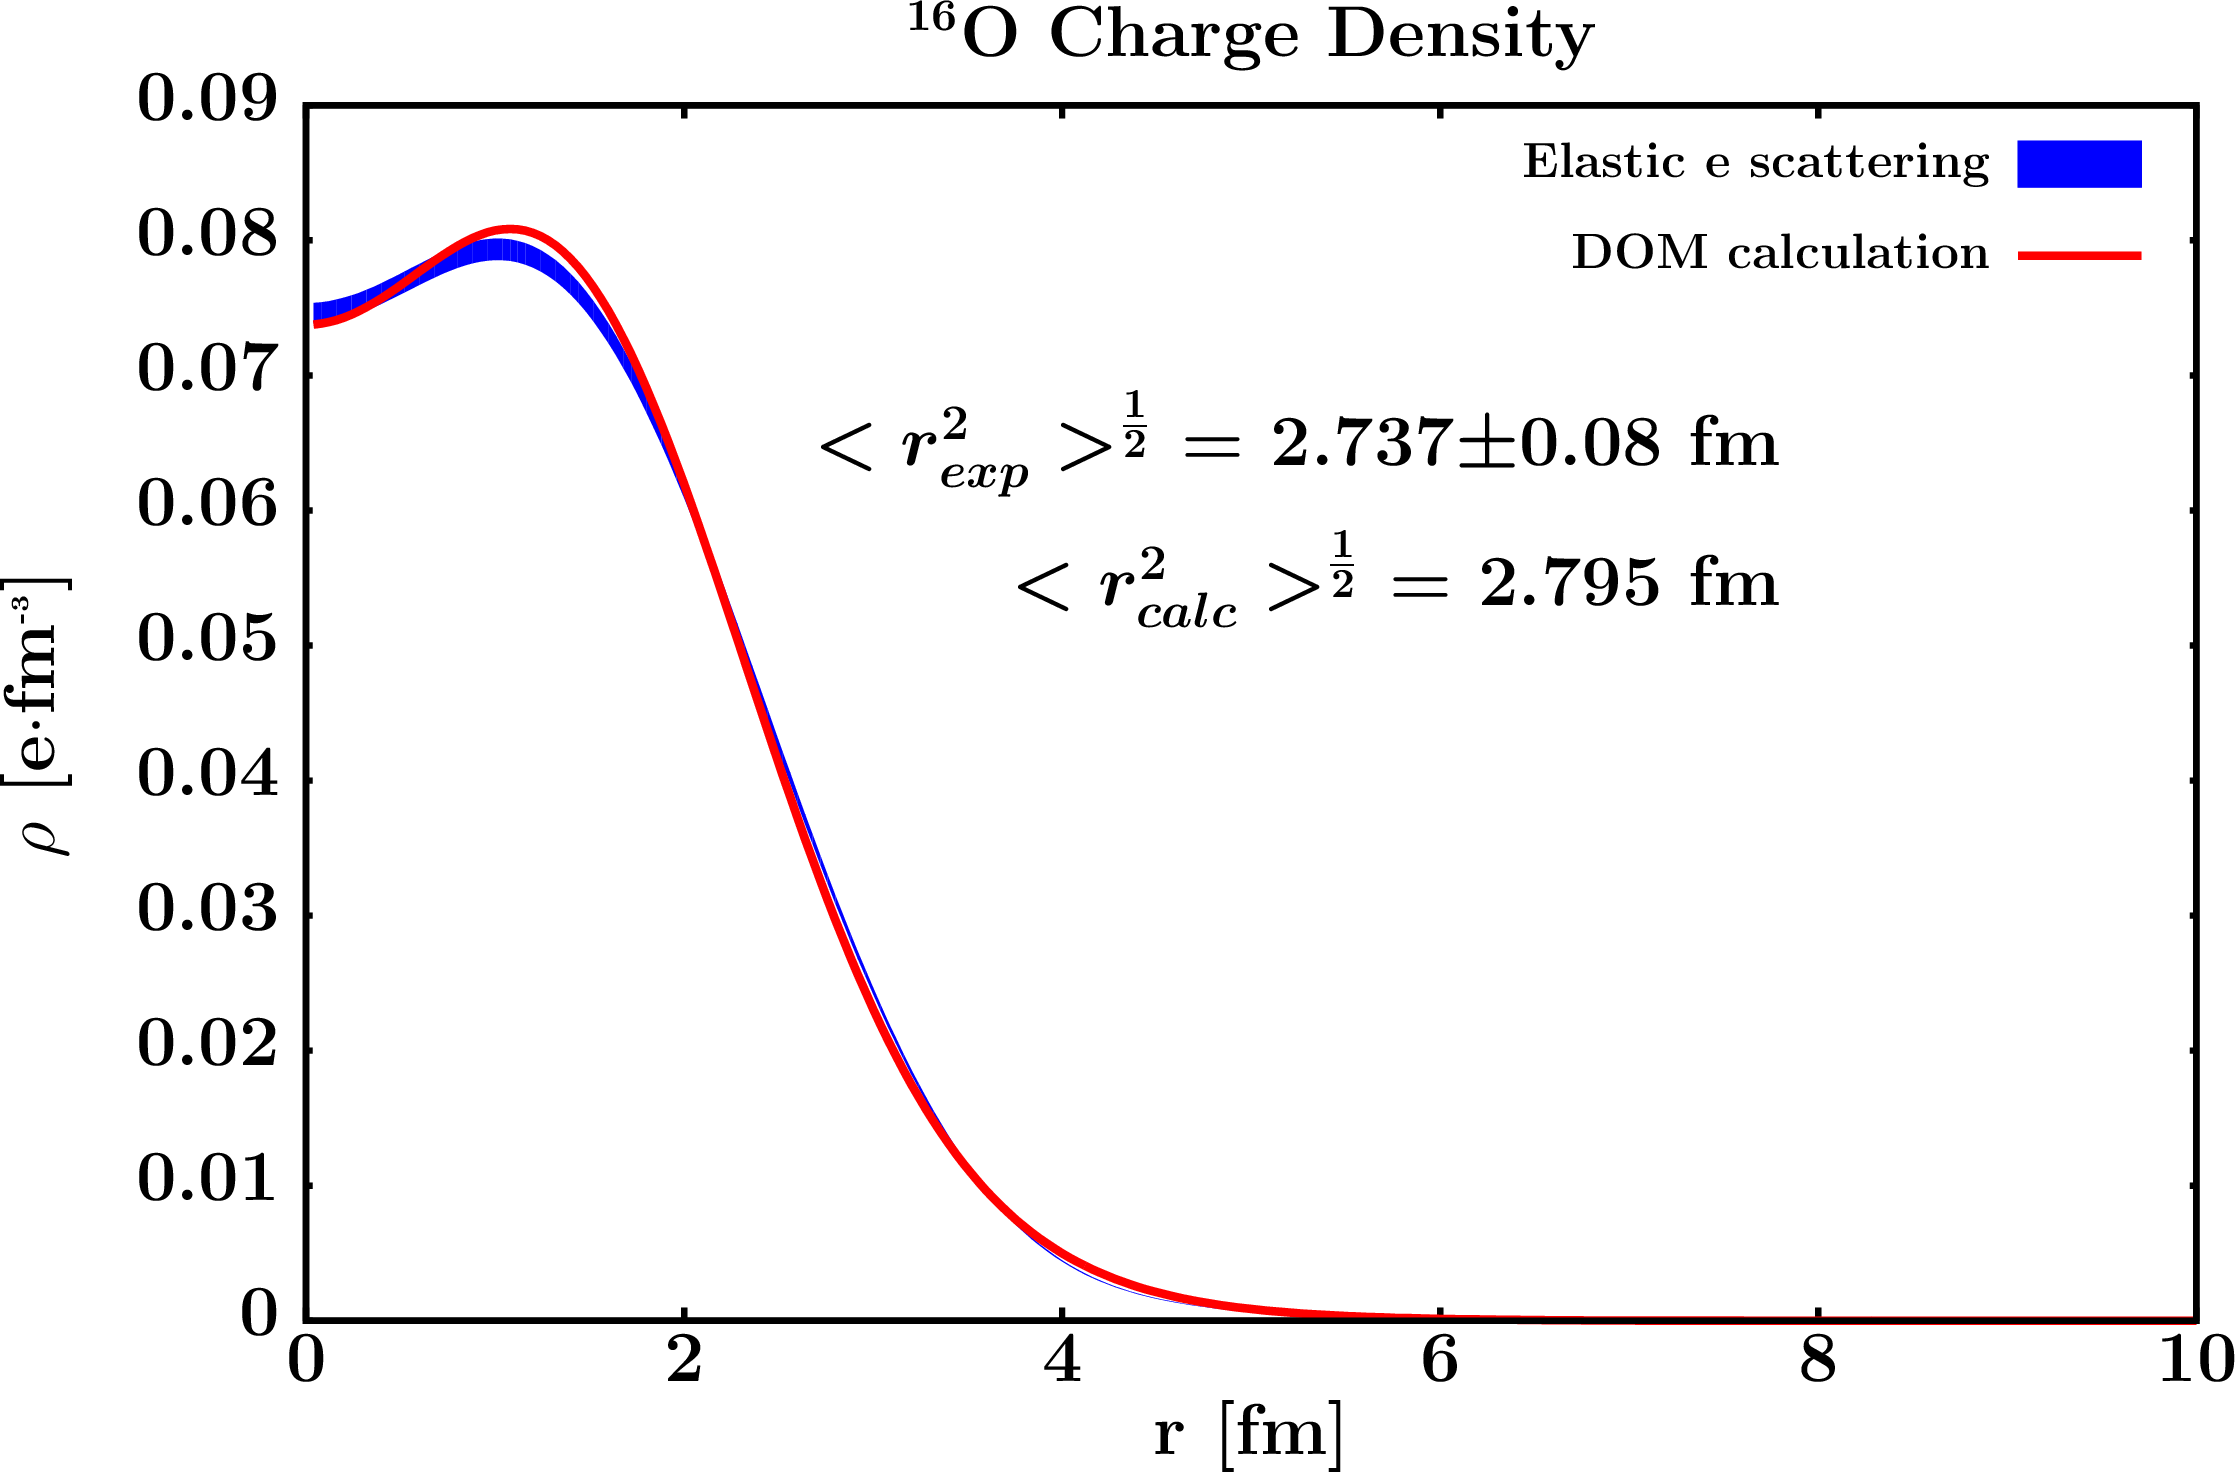 ¹⁶O Charge Density
0.09
0.08
0.07
0.06
0.05
0.04
0.03
0.02
0.01
0
ρ [e·fm⁻³]
Elastic e scattering
DOM calculation
< r²ₑₓₚ >^½ = 2.737±0.08 fm
< r²_calc >^½ = 2.795 fm
0 2 4 6 8 10
r [fm]